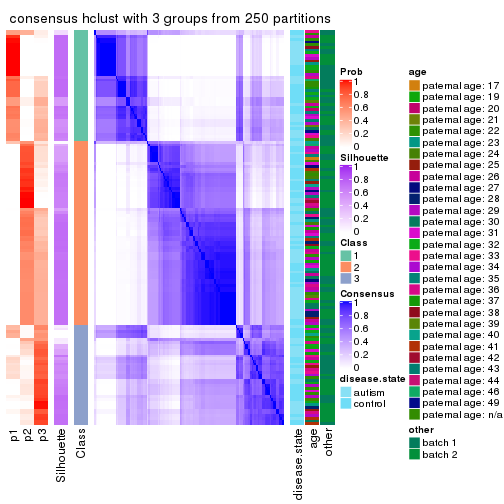 consensus hclust with 3 groups from 250 partitions
Prob
1
0.8
0.6
0.4
0.2
0
Silhouette
1
0.8
0.6
0.4
0.2
0
Class
1
2
3
Consensus
1
0.8
0.6
0.4
0.2
0
disease.state
autism
control
age
paternal age: 17
paternal age: 19
paternal age: 20
paternal age: 21
paternal age: 22
paternal age: 23
paternal age: 24
paternal age: 25
paternal age: 26
paternal age: 27
paternal age: 28
paternal age: 29
paternal age: 30
paternal age: 31
paternal age: 32
paternal age: 33
paternal age: 34
paternal age: 35
paternal age: 36
paternal age: 37
paternal age: 38
paternal age: 39
paternal age: 40
paternal age: 41
paternal age: 42
paternal age: 43
paternal age: 44
paternal age: 46
paternal age: 49
paternal age: n/a
other
batch 1
batch 2
p1
p2
p3
Silhouette
Class
disease.state
age
other